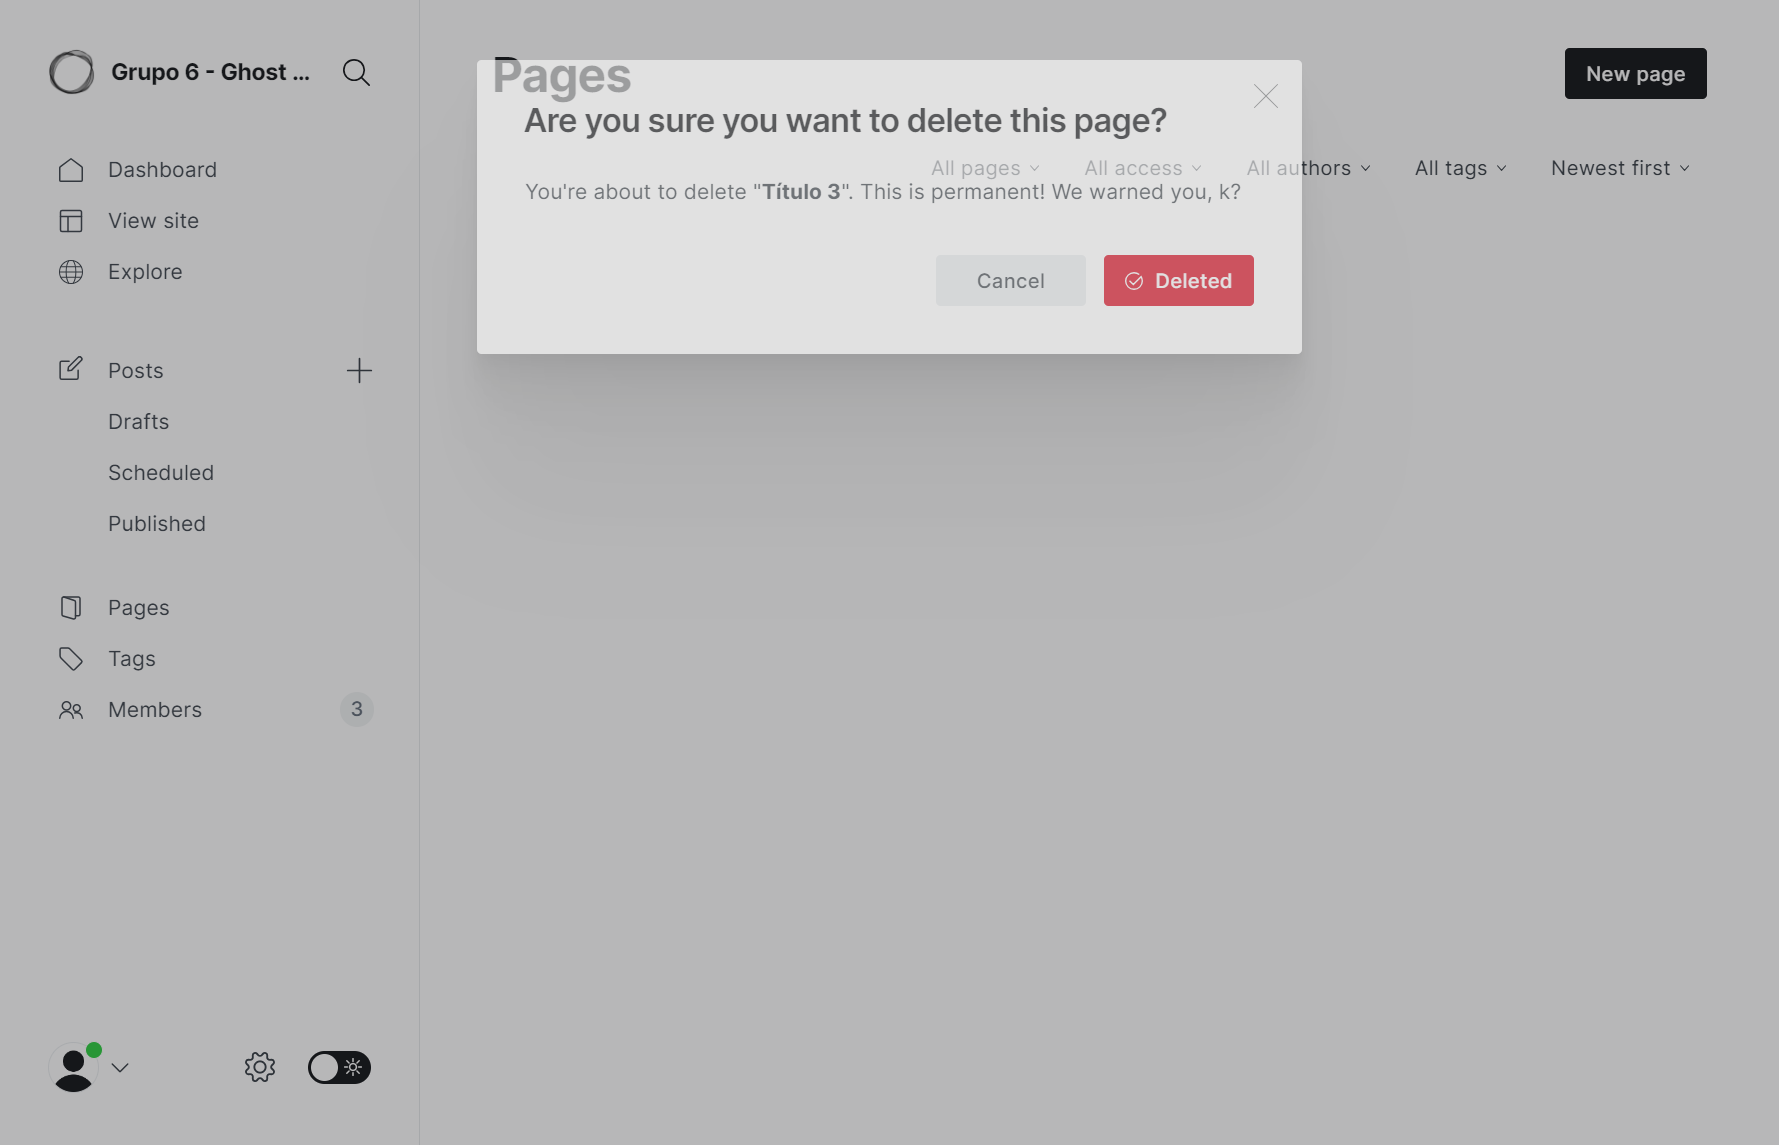 Grupo 6 - Ghost ...
Dashboard
View site
Explore
Posts
Drafts
Scheduled
Published
Pages
Tags
Members 3
Pages
New page
All pages All access All authors All tags Newest first
Are you sure you want to delete this page?
You're about to delete "Título 3". This is permanent! We warned you, k?
Cancel Deleted